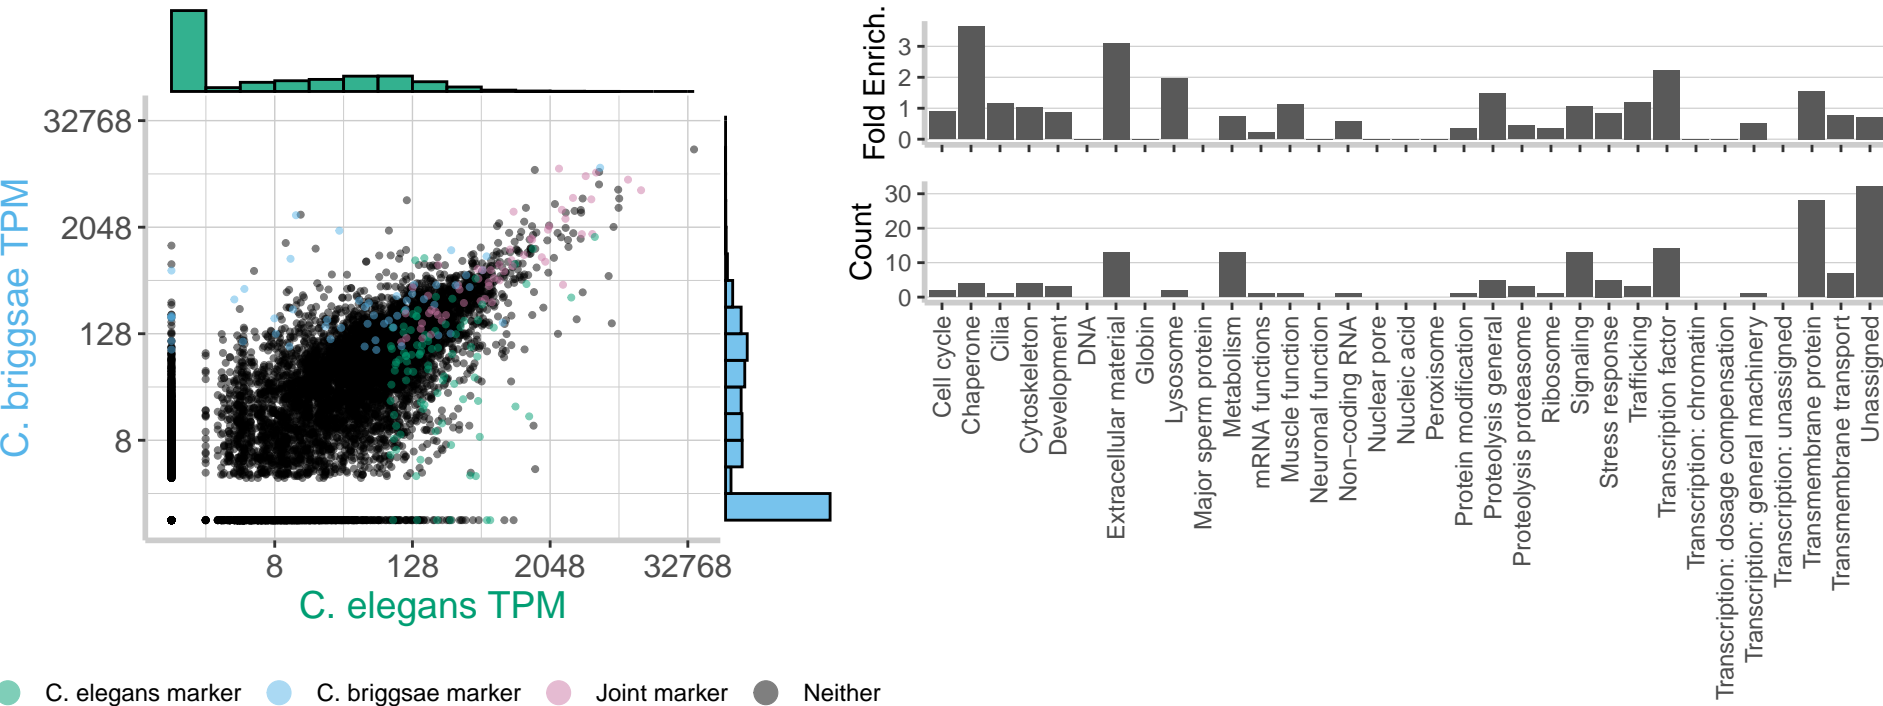 32768
2048
128
8
C. briggsae TPM
8
128
2048
32768
C. elegans TPM
C. elegans marker
C. briggsae marker
Joint marker
Neither
Fold Enrich.
3
2
1
0
Count
30
20
10
0
Cell cycle
Chaperone
Cilia
Cytoskeleton
Development
DNA
Extracellular material
Globin
Lysosome
Major sperm protein
Metabolism
mRNA functions
Muscle function
Neuronal function
Non−coding RNA
Nuclear pore
Nucleic acid
Peroxisome
Protein modification
Proteolysis general
Proteolysis proteasome
Ribosome
Signaling
Stress response
Trafficking
Transcription factor
Transcription: chromatin
Transcription: dosage compensation
Transcription: general machinery
Transcription: unassigned
Transmembrane protein
Transmembrane transport
Unassigned